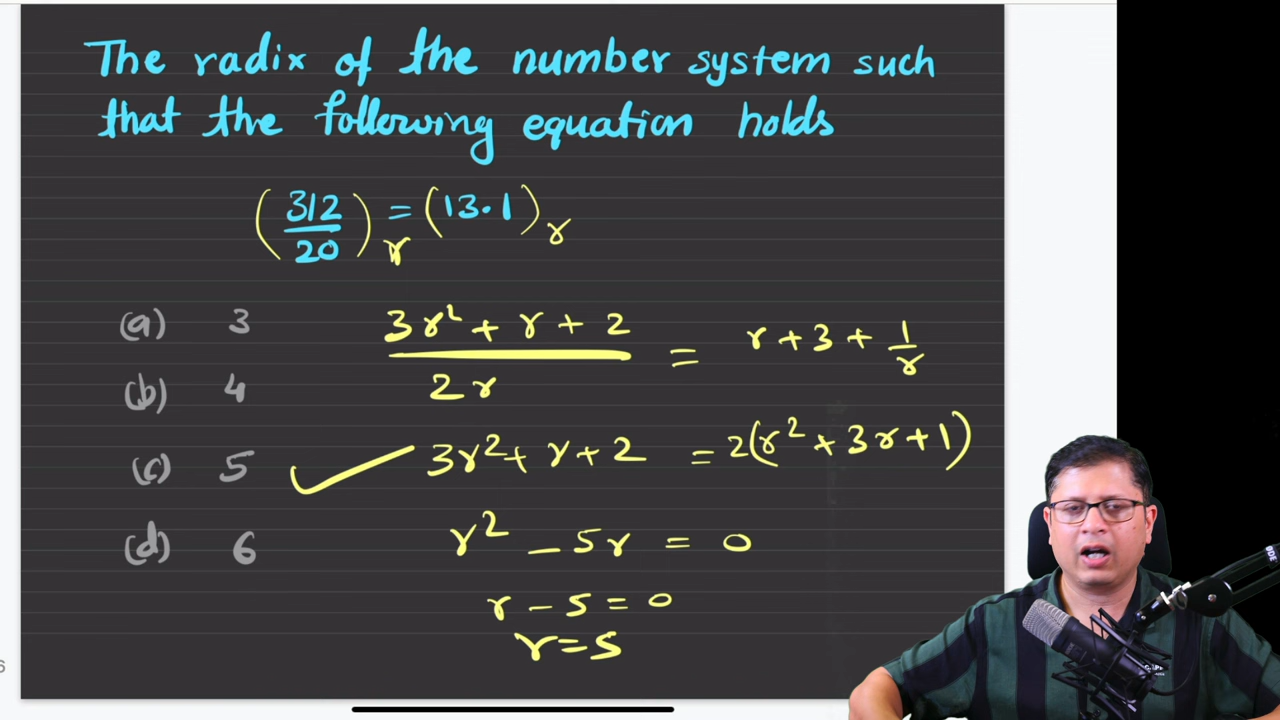 The radix of the number system such
that the following equation holds
(312/20)r = (13.1)r
(a) 3
(b) 4
(c) 5
(d) 6
3r² + r + 2 / 2r = r + 3 + 1/r
3r² + r + 2 = 2(r² + 3r + 1)
r² - 5r = 0
r - 5 = 0
r = 5
6